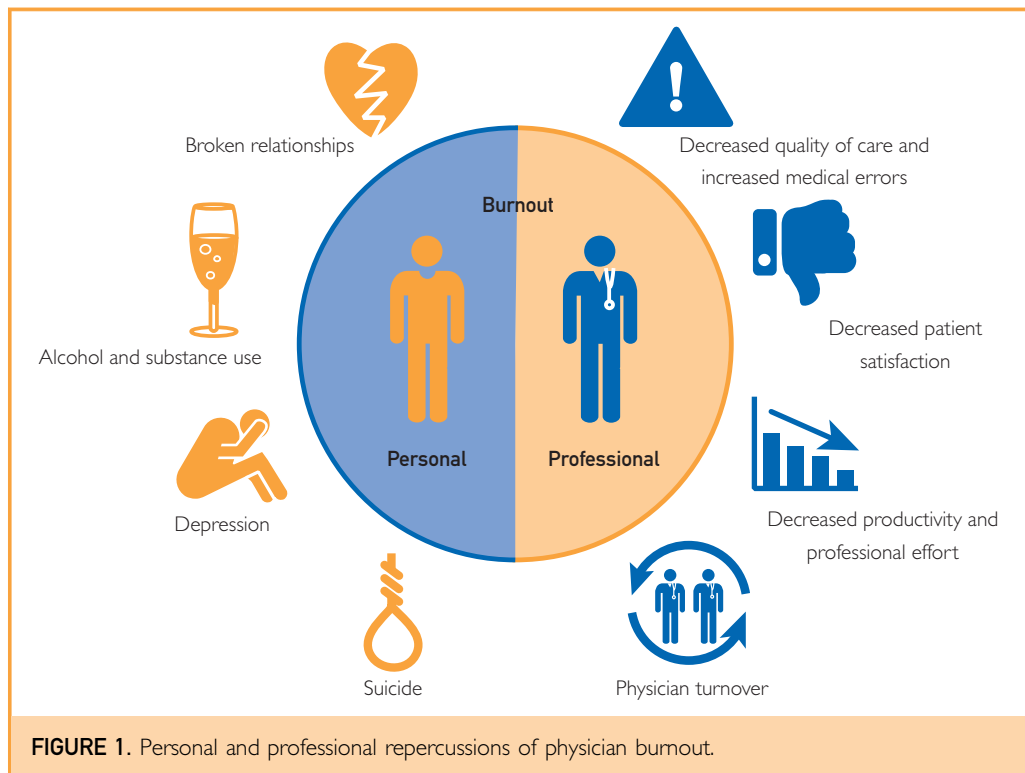 Broken relationships
Decreased quality of care and
increased medical errors
Burnout
Alcohol and substance use
Decreased patient
satisfaction
Personal
Professional
Depression
Decreased productivity and
professional effort
Suicide
Physician turnover
FIGURE 1. Personal and professional repercussions of physician burnout.